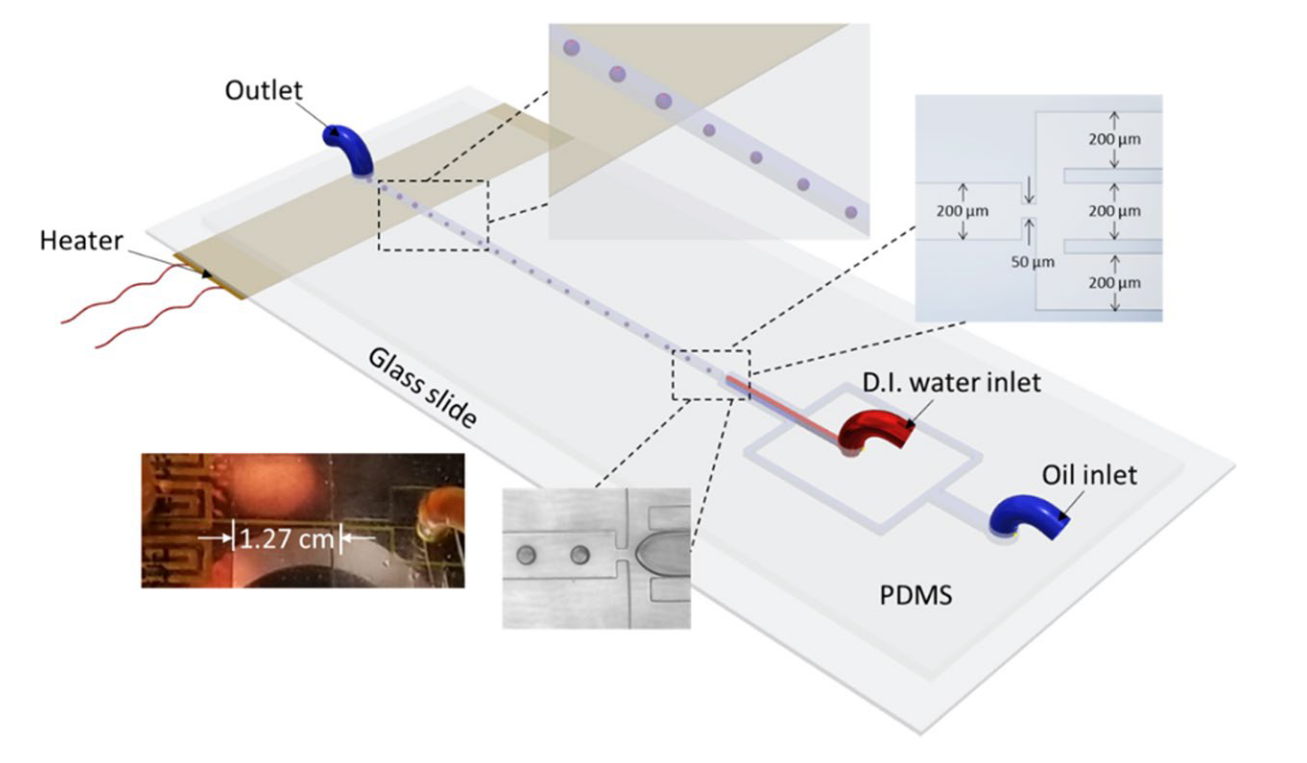 Outlet
Heater
Glass slide
200 μm
200 μm
200 μm
50 μm
200 μm
D.I. water inlet
Oil inlet
1.27 cm
PDMS